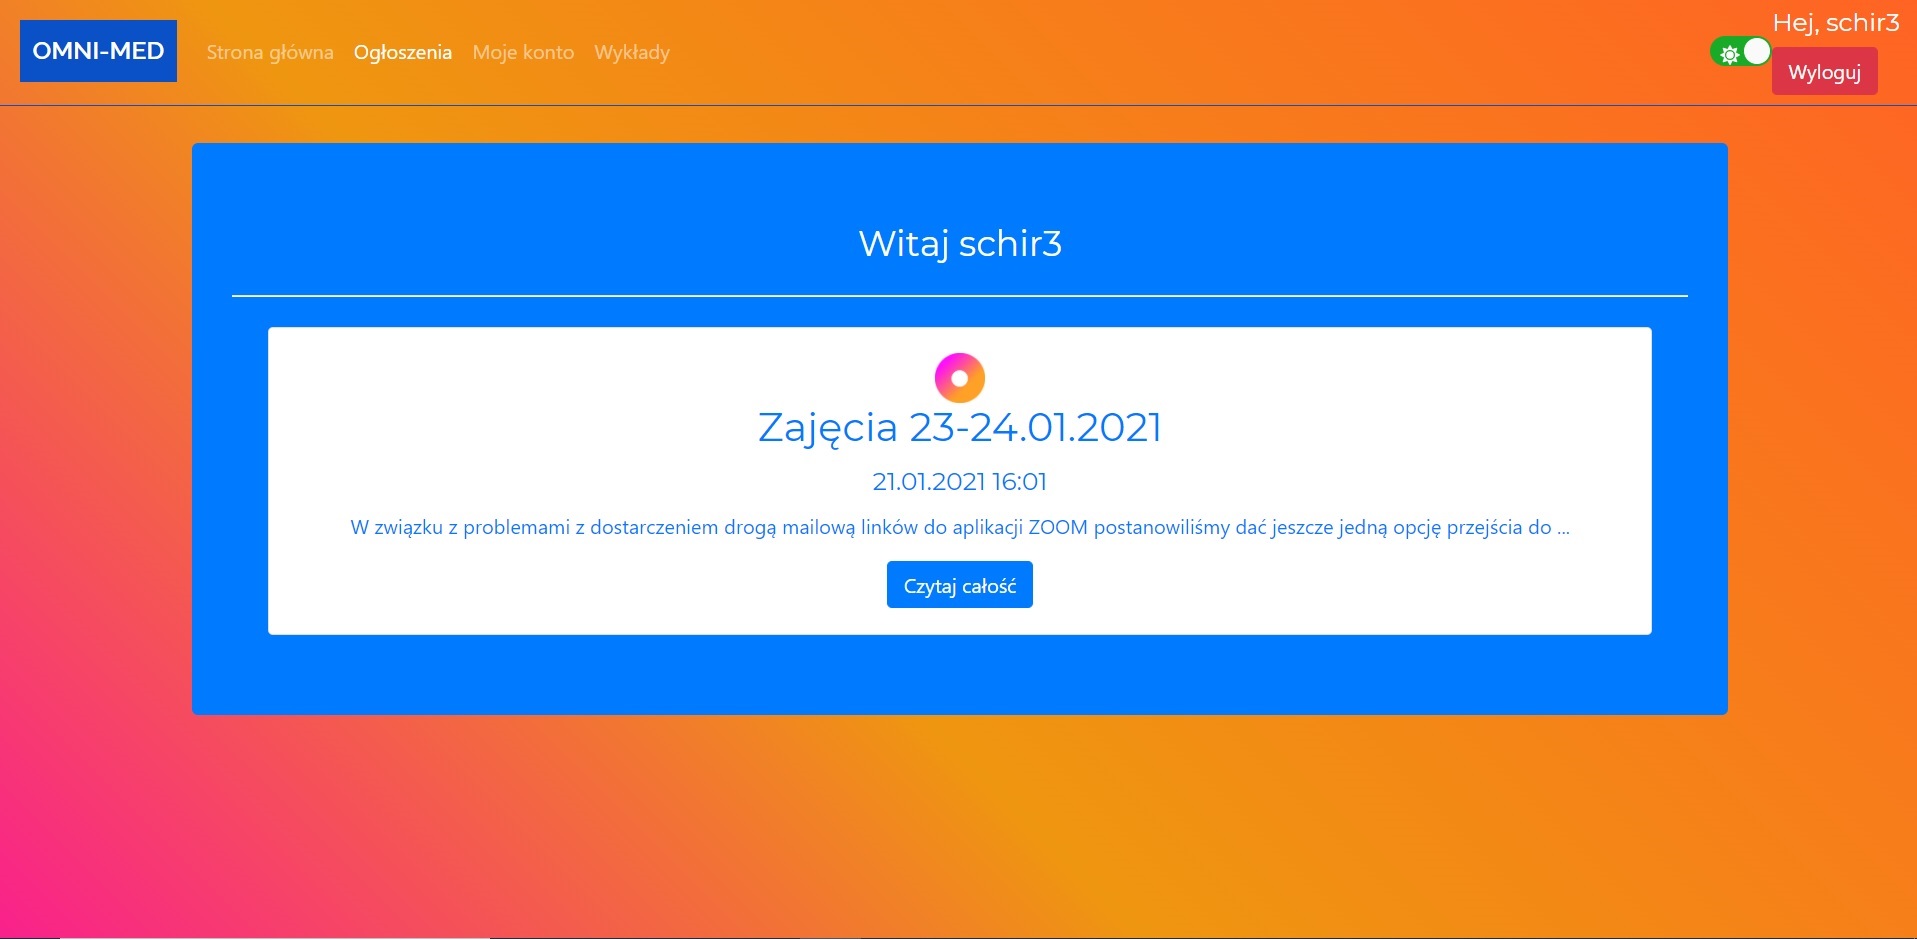 OMNI-MED
Strona główna Ogłoszenia Moje konto Wykłady
Hej, schir3
Wyloguj
Witaj schir3
Zajęcia 23-24.01.2021
21.01.2021 16:01
W związku z problemami z dostarczeniem drogą mailową linków do aplikacji ZOOM postanowiliśmy dać jeszcze jedną opcję przejścia do ...
Czytaj całość